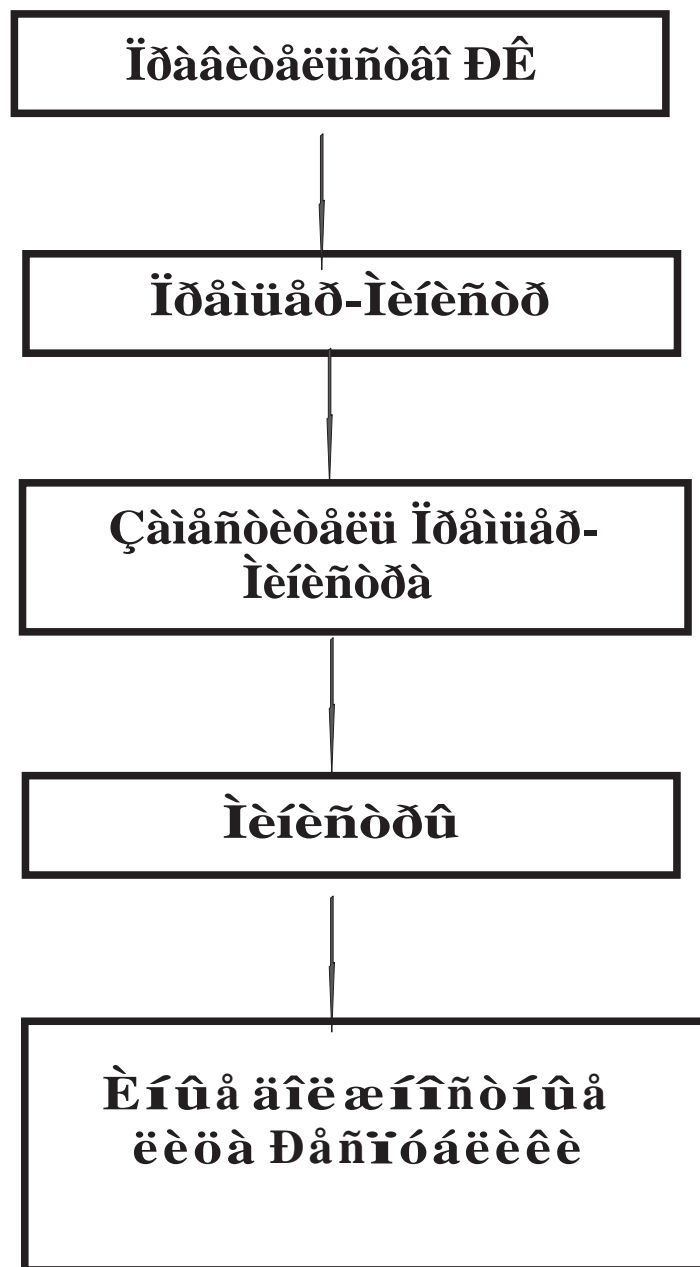 Ïðàâèòåëüñòâî ÐÊ
Ïðåìüåð-Ìèíèñòð
Çàìåñòèòåëü Ïðåìüåð-
Ìèíèñòðà
Ìèíèñòðû
Èíûå äîëæíîñòíûå
ëèöà Ðåñïóáëèêè